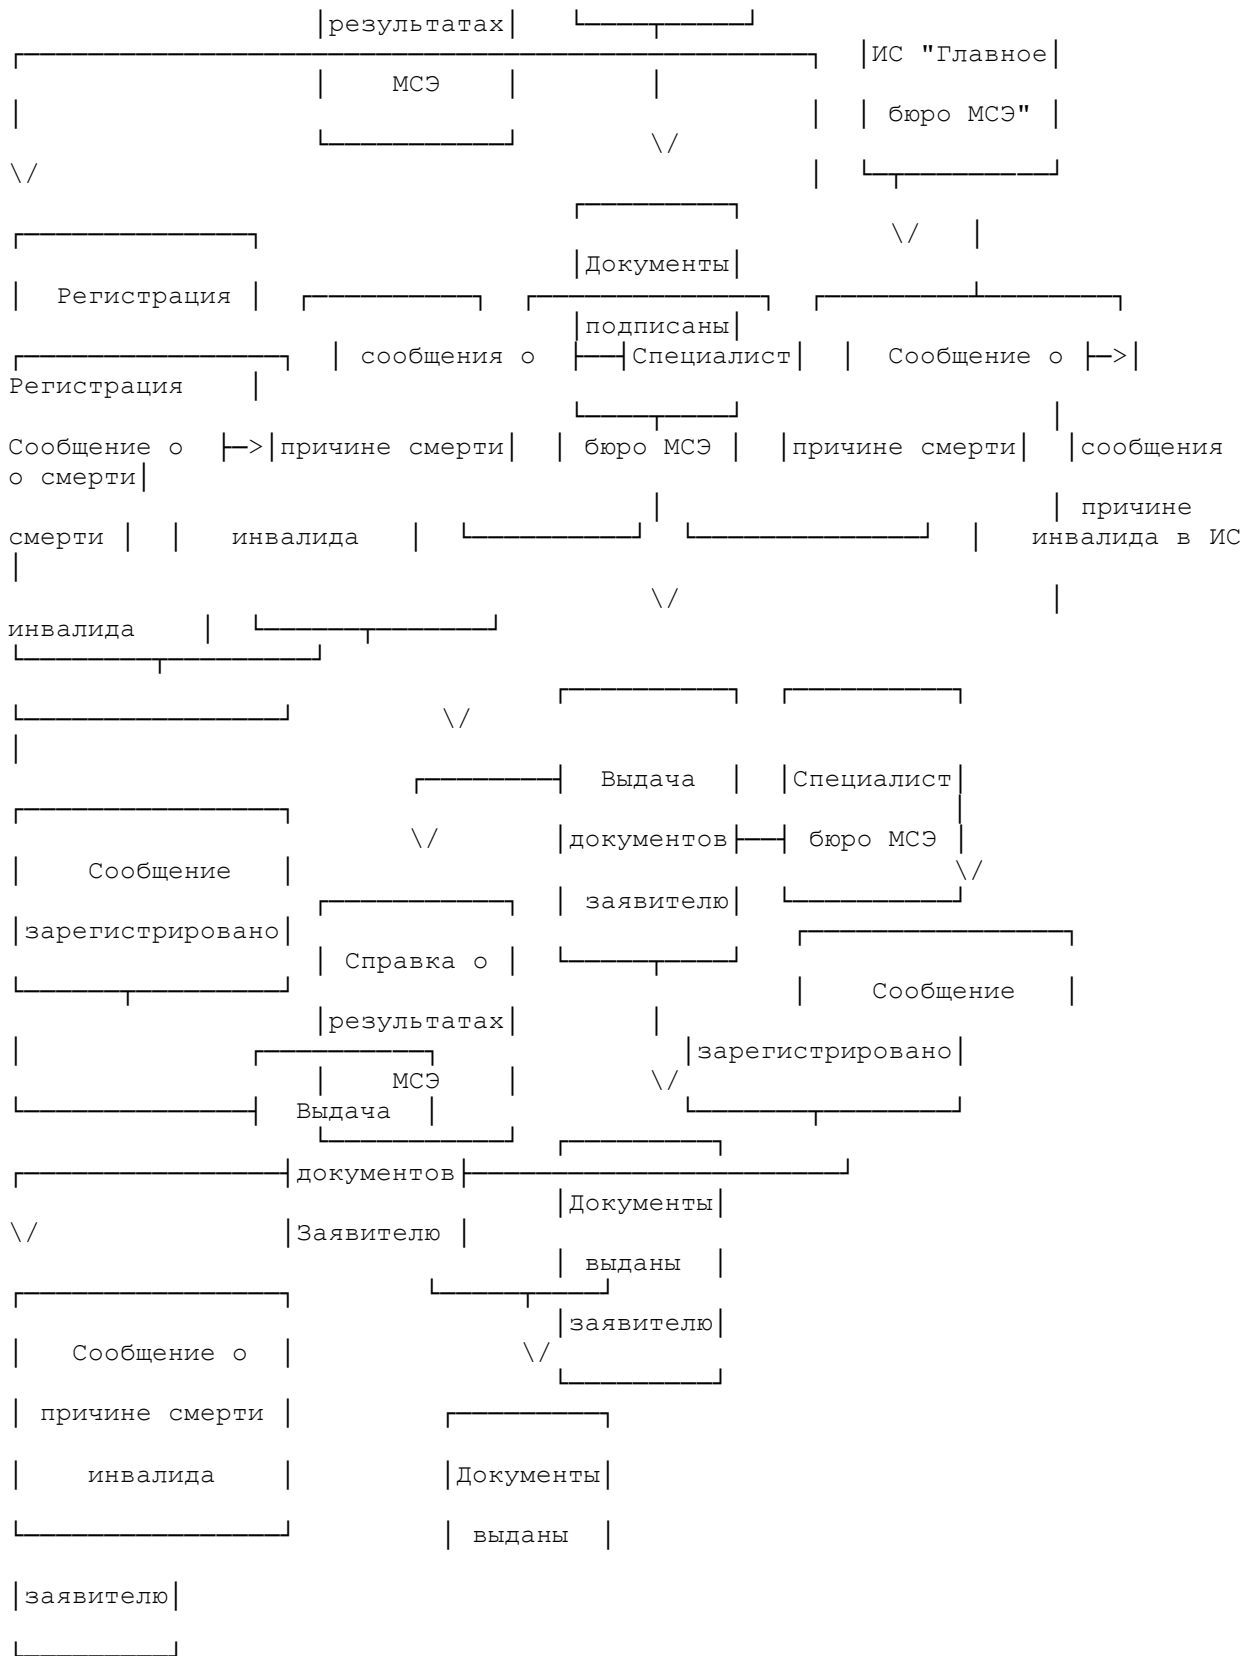 результатах
ИС "Главное
МСЭ
бюро МСЭ"
Документы
Регистрация
подписаны
сообщения о Специалист Сообщение о
Регистрация
Сообщение о причине смерти бюро МСЭ причине смерти сообщения
о смерти
причине
смерти инвалида инвалида в ИС
инвалида
Выдача Специалист
документов бюро МСЭ
Сообщение
заявителю
зарегистрировано
Справка о
Сообщение
результатах
зарегистрировано
МСЭ
Выдача
документов
Документы
Заявителю
выданы
заявителю
Сообщение о
причине смерти
инвалида Документы
выданы
заявителю